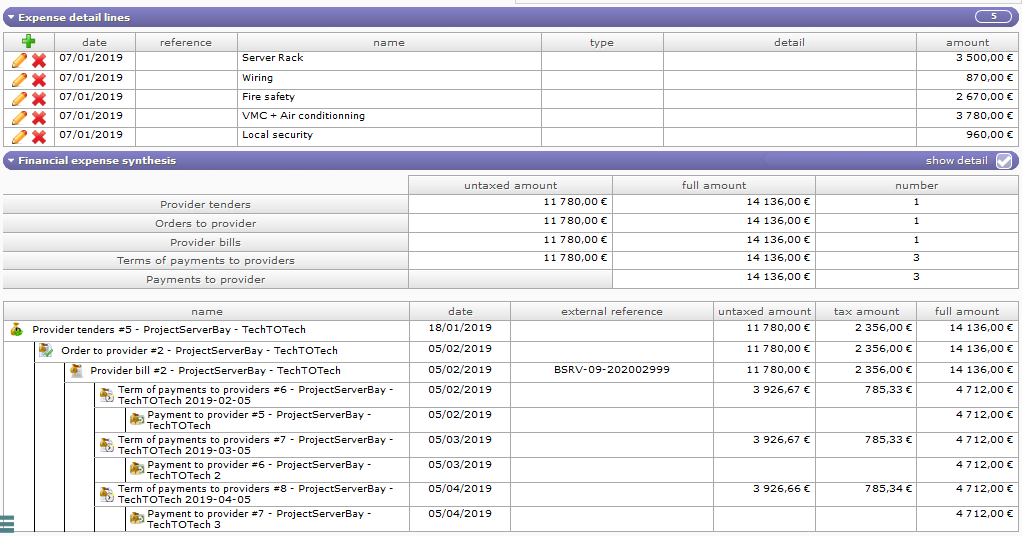 Expense detail lines 5
date reference name type detail amount
07/01/2019 Server Rack 3 500,00 €
07/01/2019 Wiring 870,00 €
07/01/2019 Fire safety 2 670,00 €
07/01/2019 VMC + Air conditionning 3 780,00 €
07/01/2019 Local security 960,00 €
Financial expense synthesis show detail
untaxed amount full amount number
Provider tenders 11 780,00 € 14 136,00 € 1
Orders to provider 11 780,00 € 14 136,00 € 1
Provider bills 11 780,00 € 14 136,00 € 1
Terms of payments to providers 11 780,00 € 14 136,00 € 3
Payments to provider 14 136,00 € 3
name date external reference untaxed amount tax amount full amount
Provider tenders #5 - ProjectServerBay - TechTOTech 18/01/2019 11 780,00 € 2 356,00 € 14 136,00 €
Order to provider #2 - ProjectServerBay - TechTOTech 05/02/2019 11 780,00 € 2 356,00 € 14 136,00 €
Provider bill #2 - ProjectServerBay - TechTOTech 05/02/2019 BSRV-09-202002999 11 780,00 € 2 356,00 € 14 136,00 €
Term of payments to providers #6 - ProjectServerBay - 05/02/2019 3 926,67 € 785,33 € 4 712,00 €
TechTOTech 2019-02-05
Payment to provider #5 - ProjectServerBay - 05/02/2019 4 712,00 €
TechTOTech
Term of payments to providers #7 - ProjectServerBay - 05/03/2019 3 926,67 € 785,33 € 4 712,00 €
TechTOTech 2019-03-05
Payment to provider #6 - ProjectServerBay - 05/03/2019 4 712,00 €
TechTOTech 2
Term of payments to providers #8 - ProjectServerBay - 05/04/2019 3 926,66 € 785,34 € 4 712,00 €
TechTOTech 2019-04-05
Payment to provider #7 - ProjectServerBay - 05/04/2019 4 712,00 €
TechTOTech 3